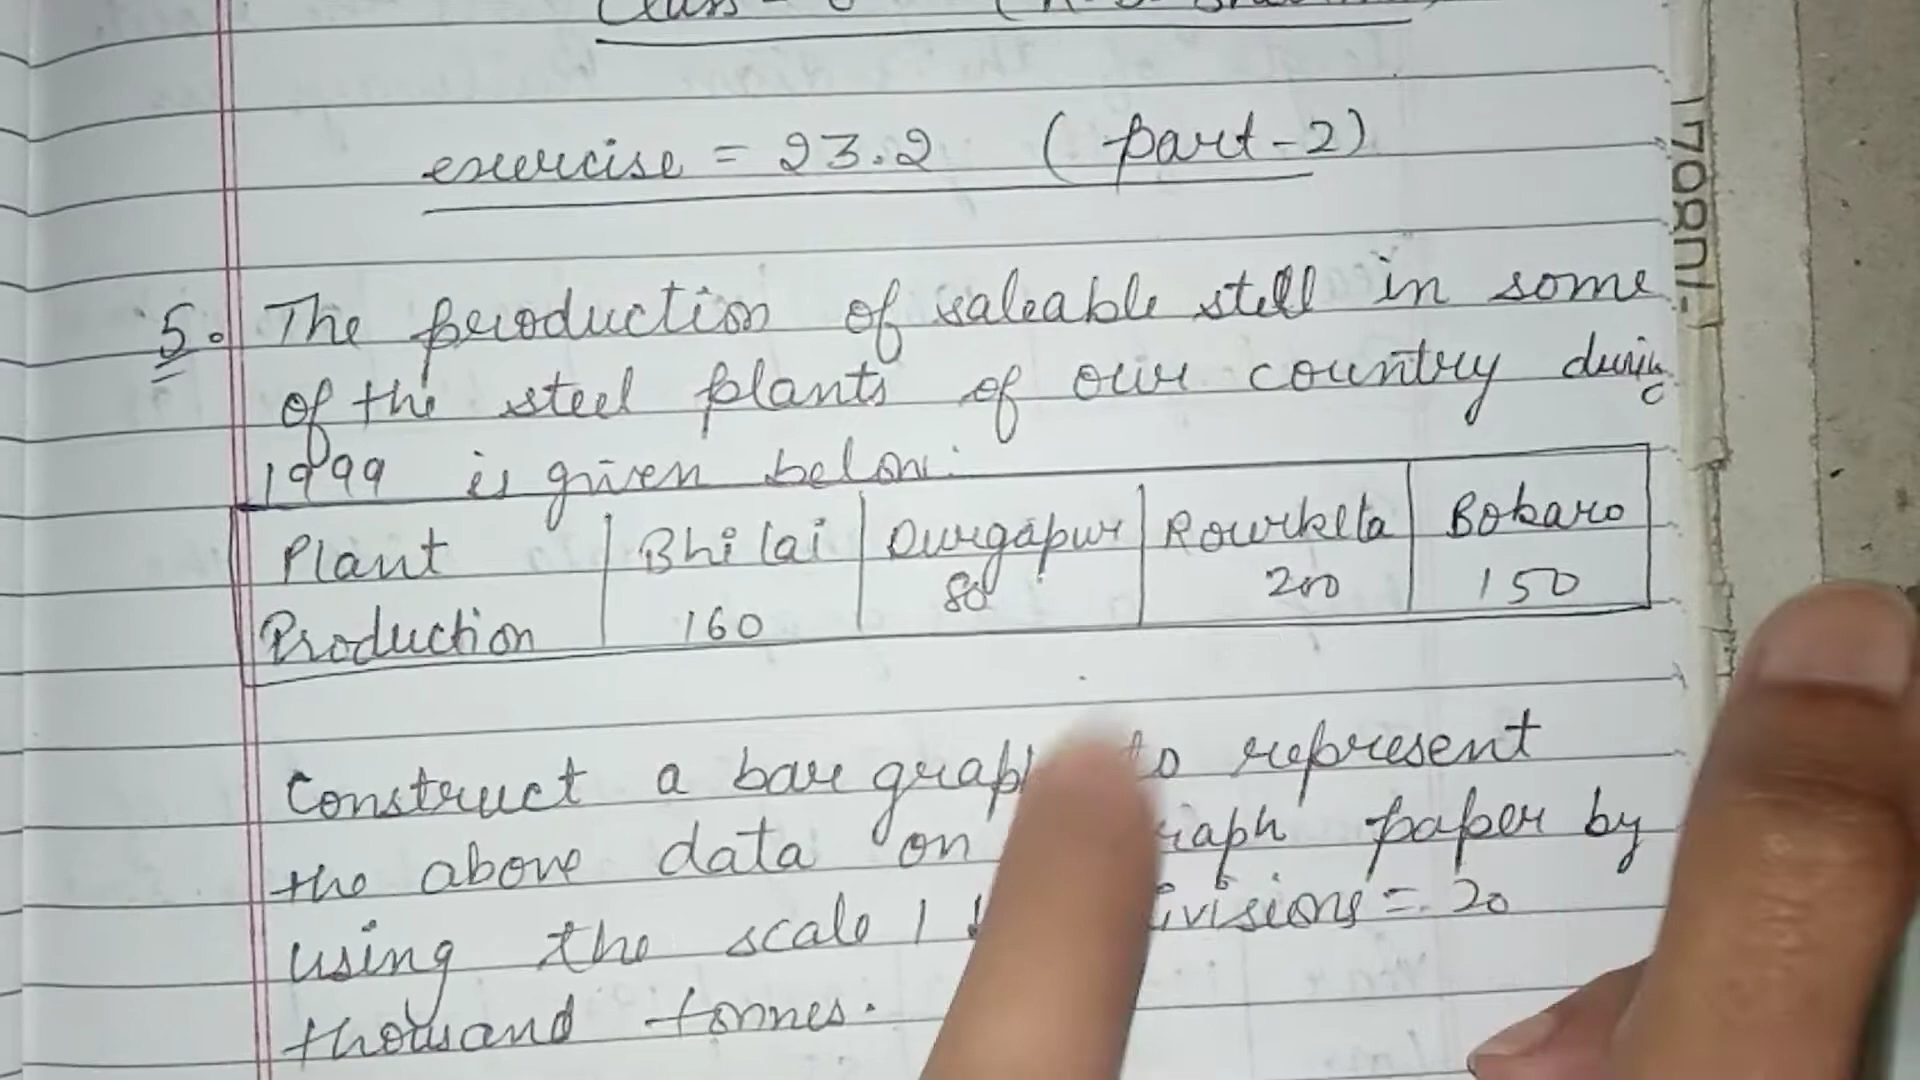 exercise = 23.2 (part-2)
5. The production of saleable stell in some
of the steel plants of our country during
1999 is given below:
Plant Bhilai Durgapur Rourkela Bokaro
Production 160 80 200 150
Construct a bar graph to represent
the above data on graph paper by
using the scale 1 divisions = 20
thousand tonnes.